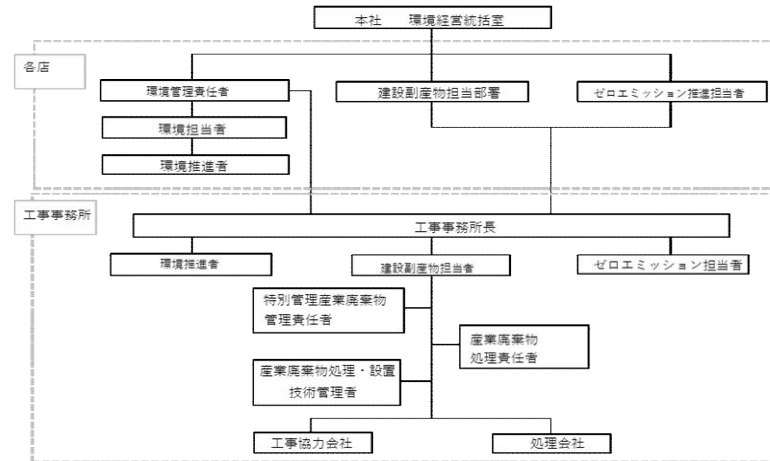 本社　環境経営統括室
各店
環境管理責任者
建設副産物担当部署
ゼロエミッション推進担当者
環境担当者
環境推進者
工事事務所
工事事務所長
環境推進者
建設副産物担当者
ゼロエミッション担当者
特別管理産業廃棄物
管理責任者
産業廃棄物
処理責任者
産業廃棄物処理・設置
技術管理者
工事協力会社
処理会社